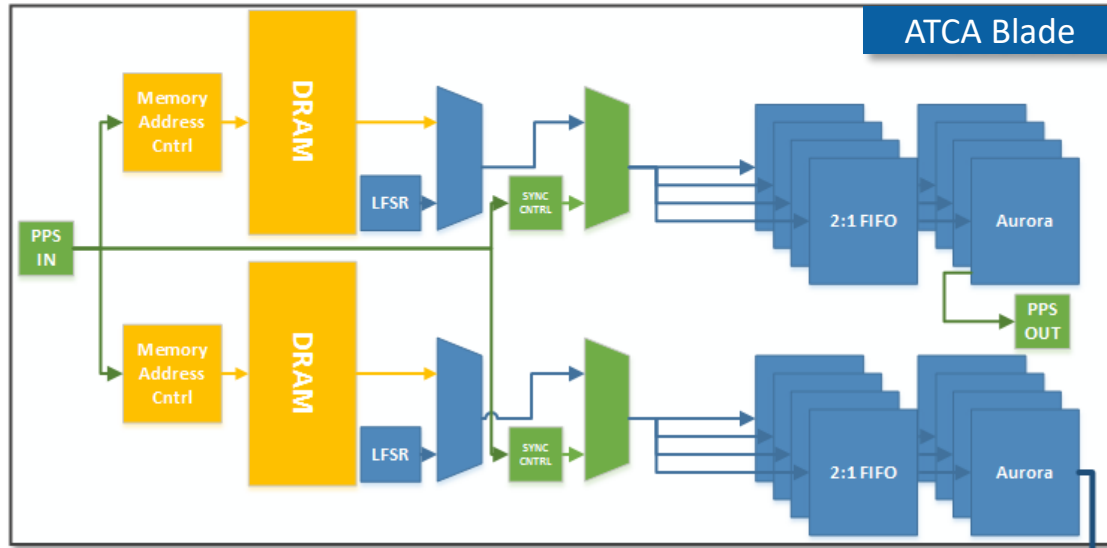 ATCA Blade
Memory
Address
Cntrl
DRAM
LFSR
SYNC
CNTRL
2:1 FIFO
Aurora
PPS
IN
PPS
OUT
Memory
Address
Cntrl
DRAM
LFSR
SYNC
CNTRL
2:1 FIFO
Aurora